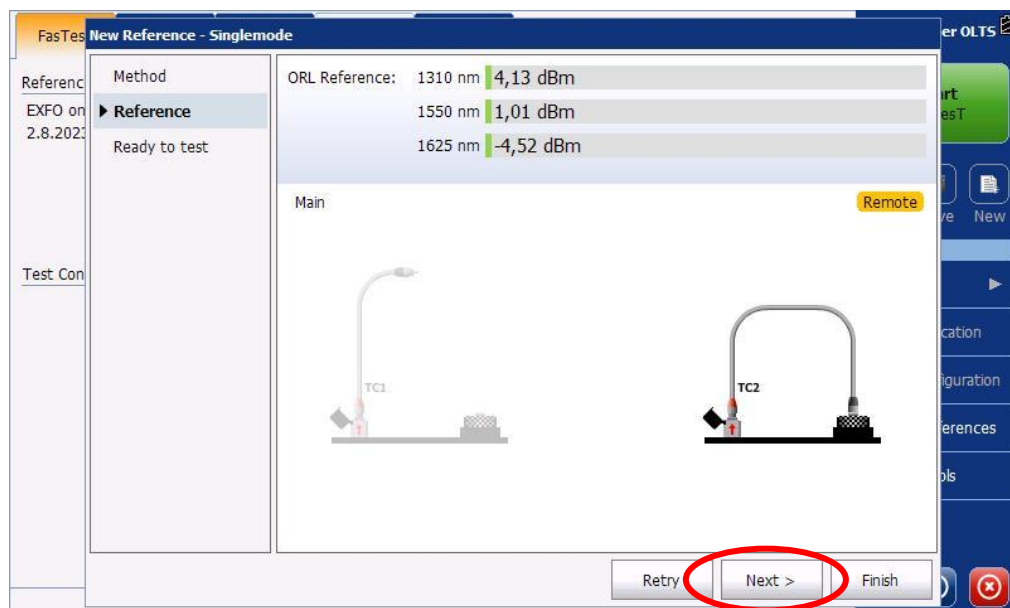 FasTes
New Reference - Singlemode
er OLTS
Referenc
EXFO on
2.8.2023
Test Con
Method
Reference
Ready to test
ORL Reference: 1310 nm 4,13 dBm
1550 nm 1,01 dBm
1625 nm -4,52 dBm
Main
Remote
TC1
TC2
Retry
Next >
Finish
art
esT
ve
New
cation
iguration
erences
ols